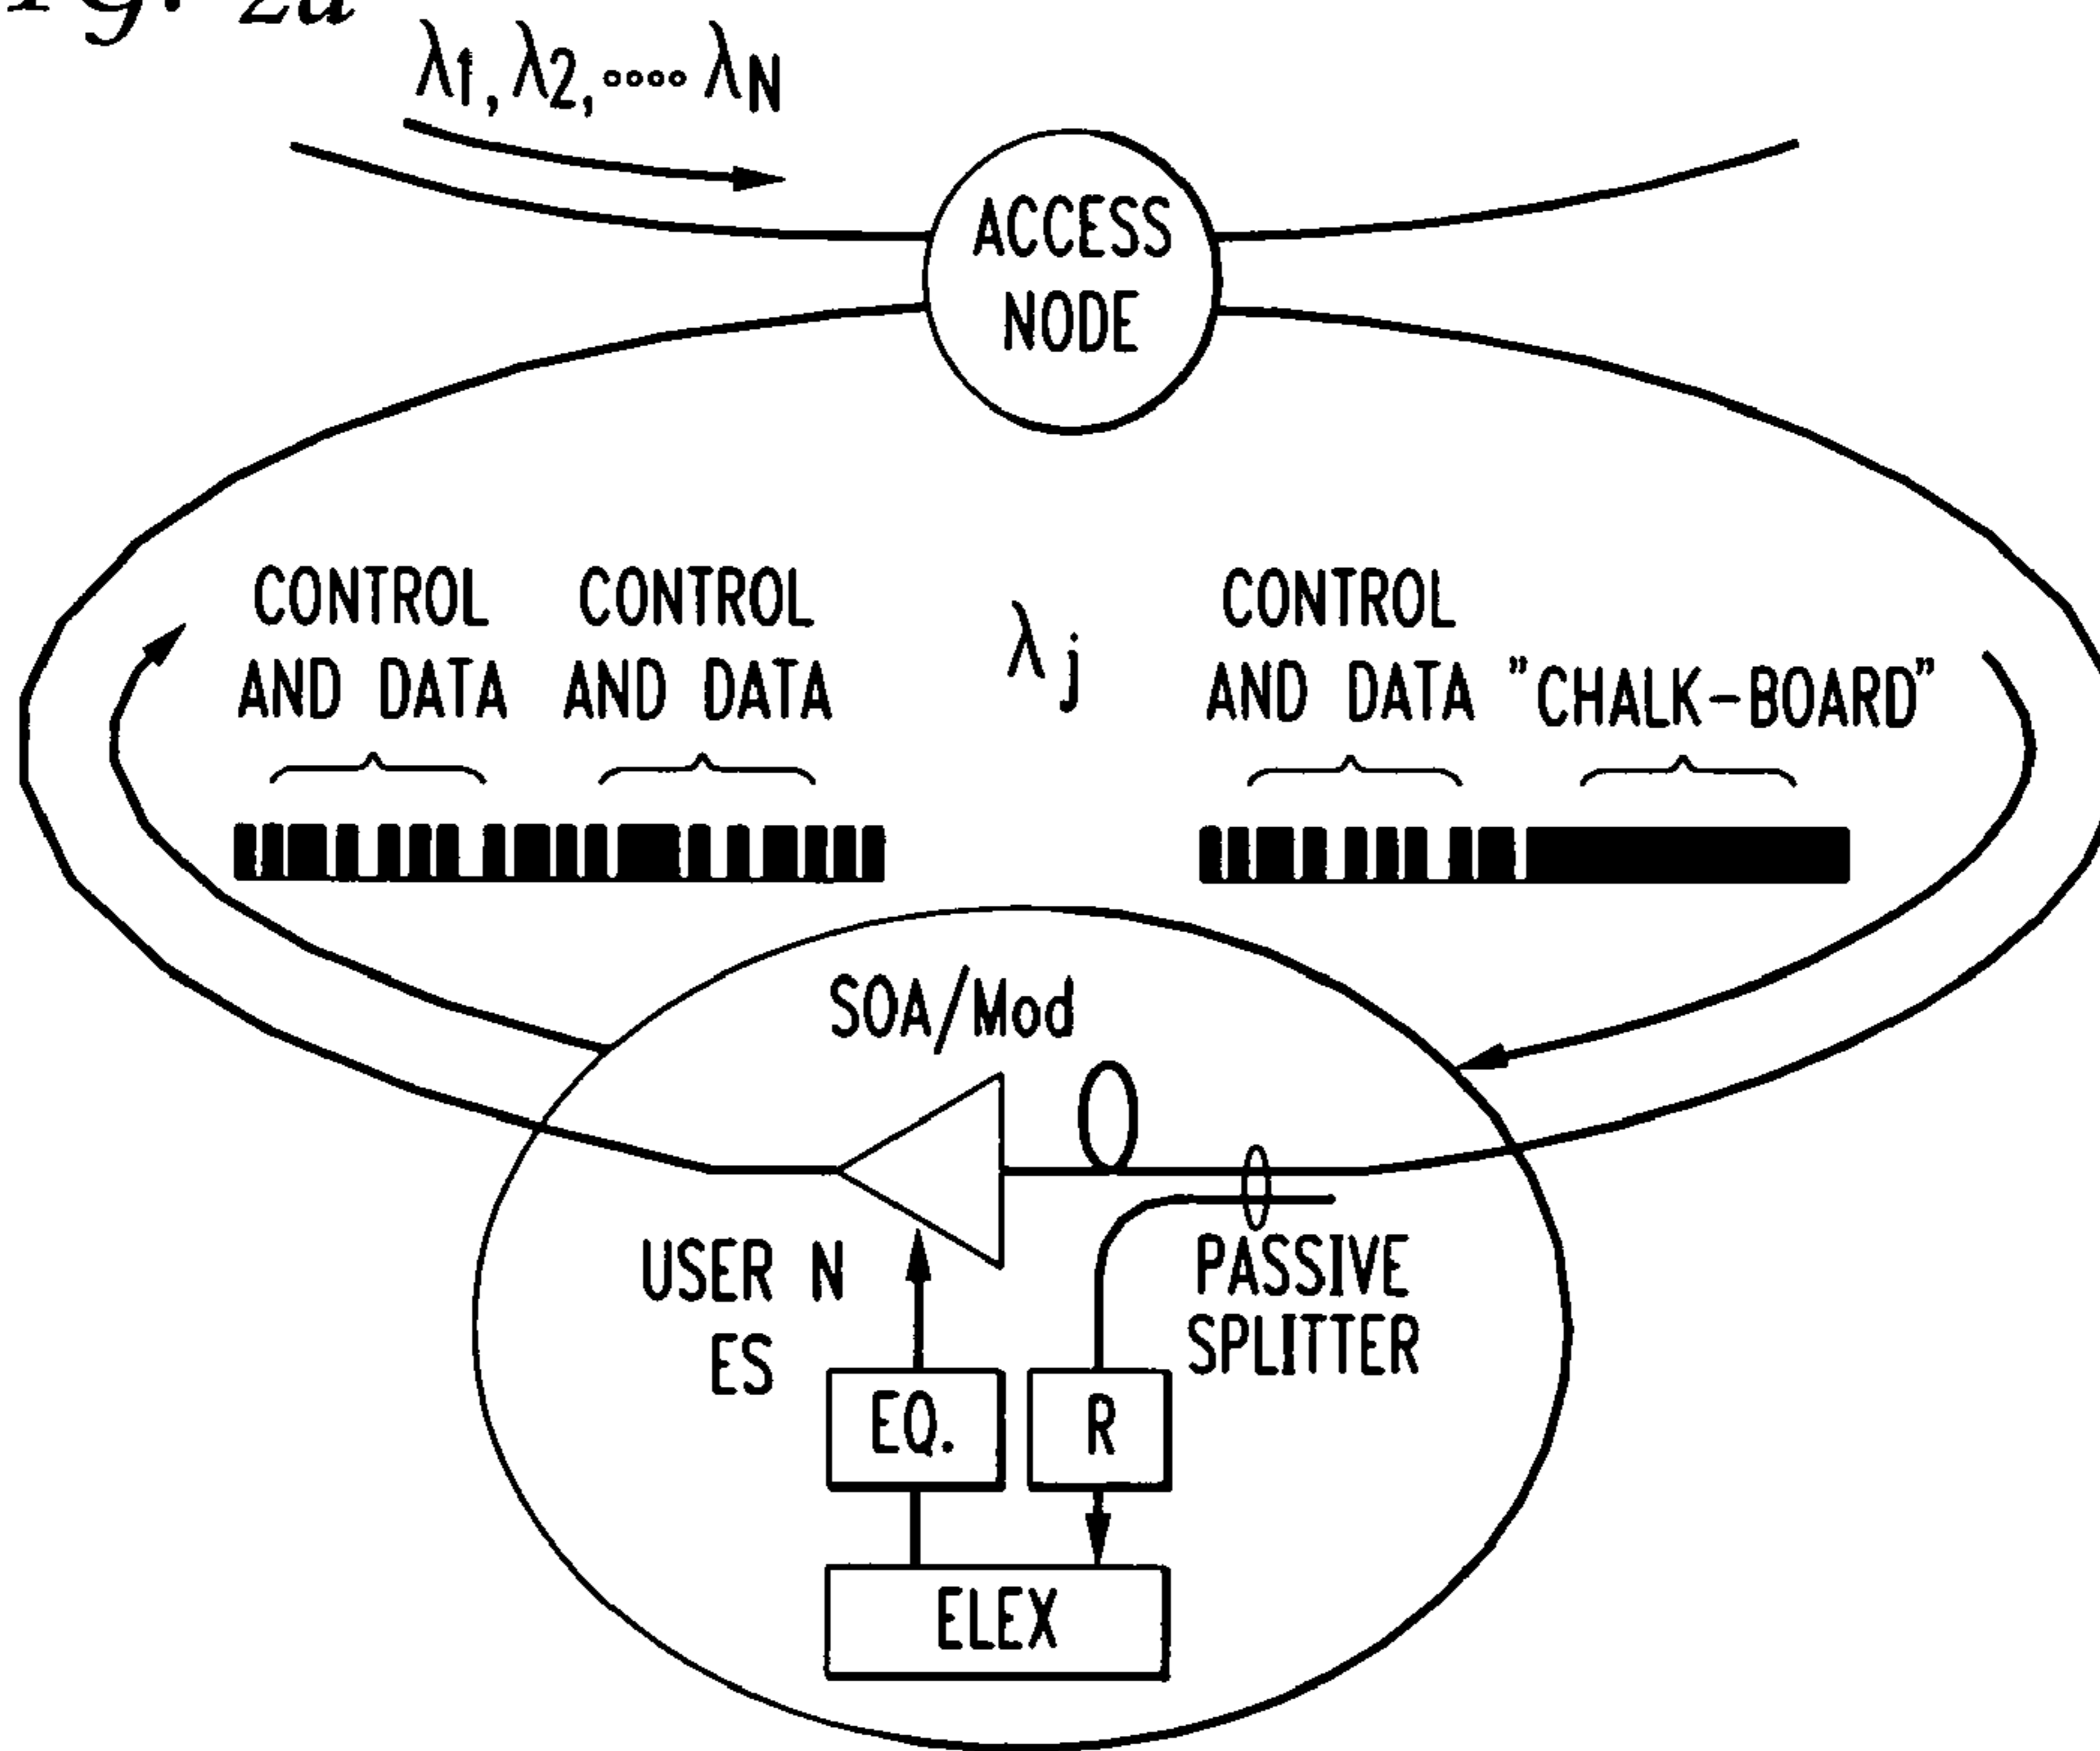 2a
λ1, λ2, ∘∘∘∘ λN
ACCESS
NODE
CONTROL
AND DATA
CONTROL
AND DATA
λj
CONTROL
AND DATA
"CHALK-BOARD"
SOA/Mod
USER N
ES
PASSIVE
SPLITTER
EQ.
R
ELEX